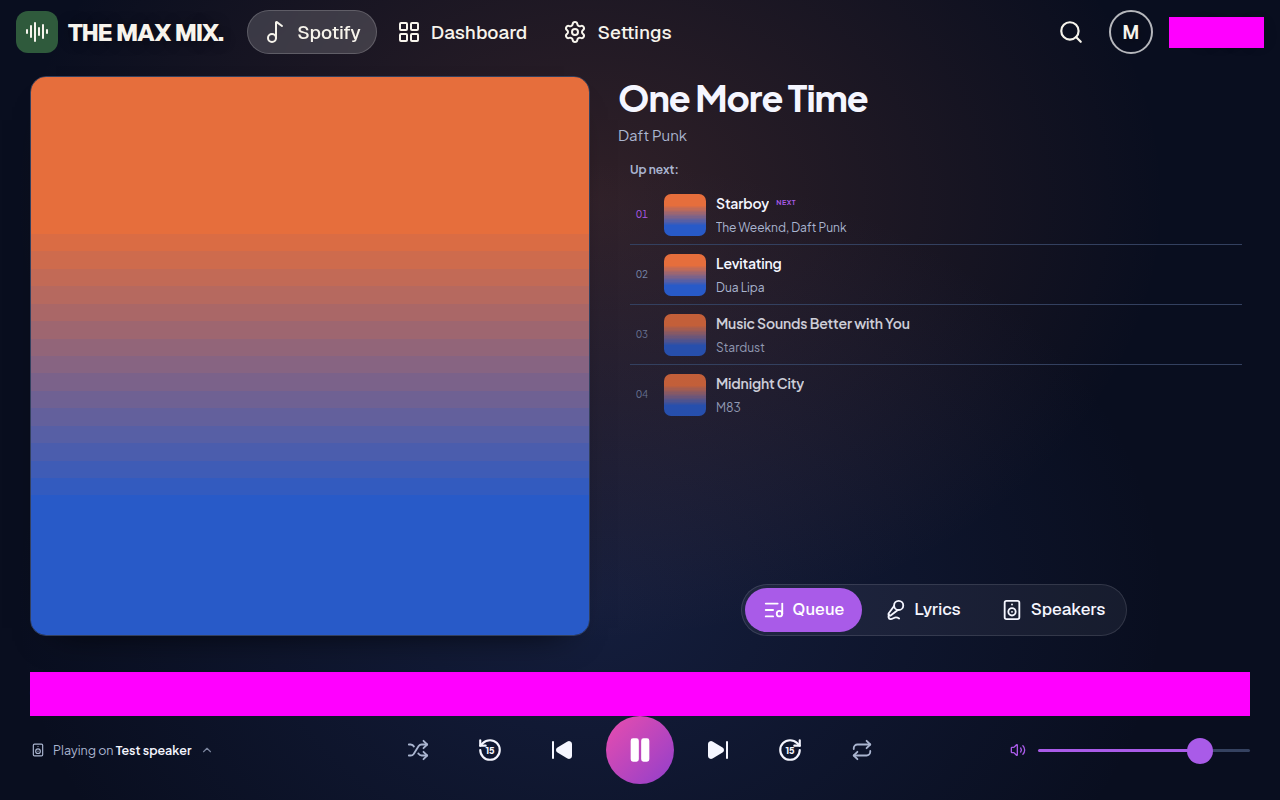 THE MAX MIX.
Spotify
Dashboard
Settings
M
One More Time
Daft Punk
Up next:
01
Starboy NEXT
The Weeknd, Daft Punk
02
Levitating
Dua Lipa
03
Music Sounds Better with You
Stardust
04
Midnight City
M83
Queue
Lyrics
Speakers
Playing on Test speaker
15
15